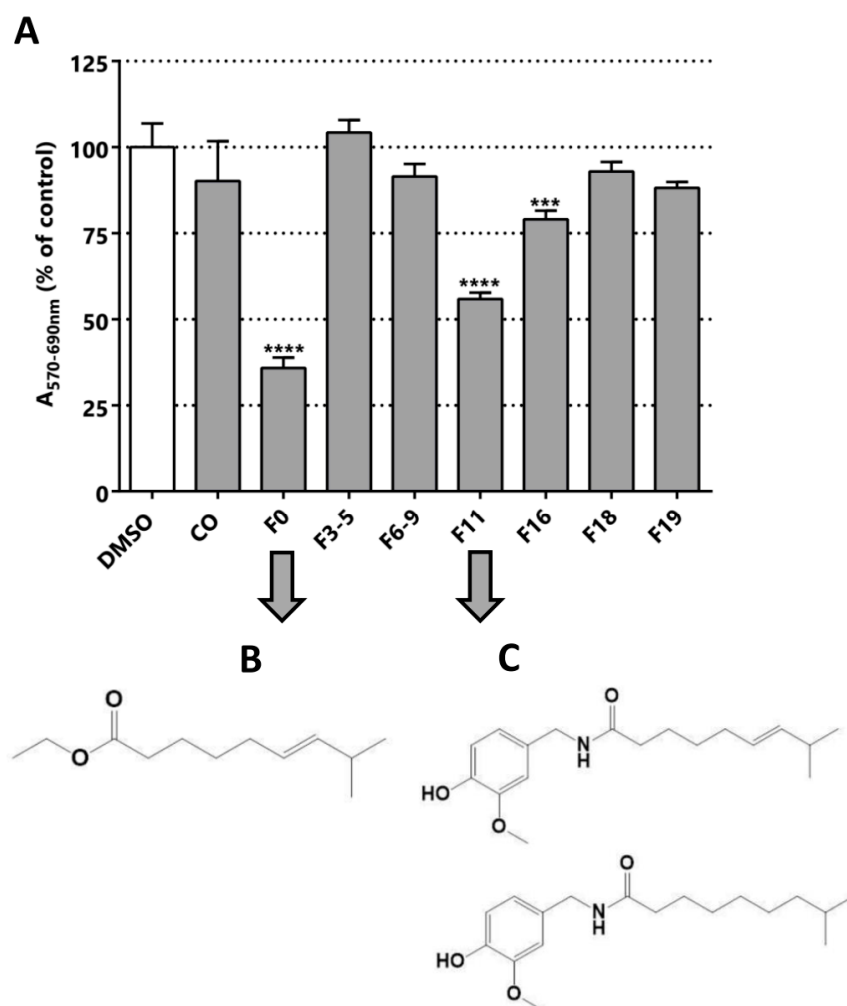 A
A570-690nm (% of control)
125
100
75
50
25
0
****
****
***
DMSO
CO
F0
F3-5
F6-9
F11
F16
F18
F19
B
C
O
O
O
N
H
HO
O
O
N
H
HO
O